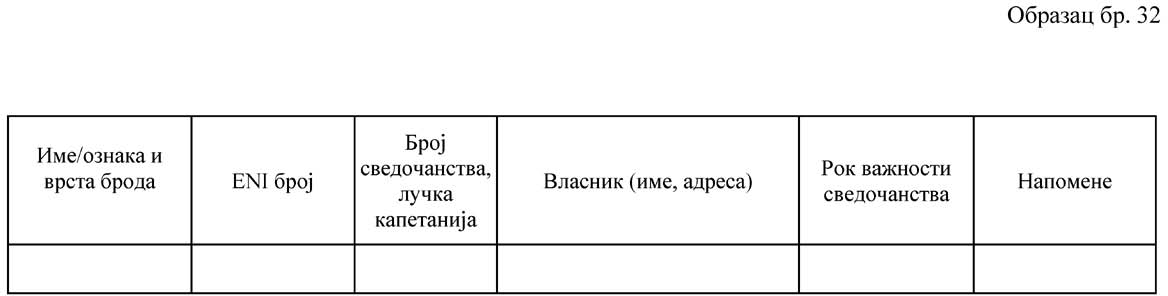 Образац бр. 32
Име/ознака и
врста брода
ENI број
Број
сведочанства,
лучка
капетанија
Власник (име, адреса)
Рок важности
сведочанства
Напомене